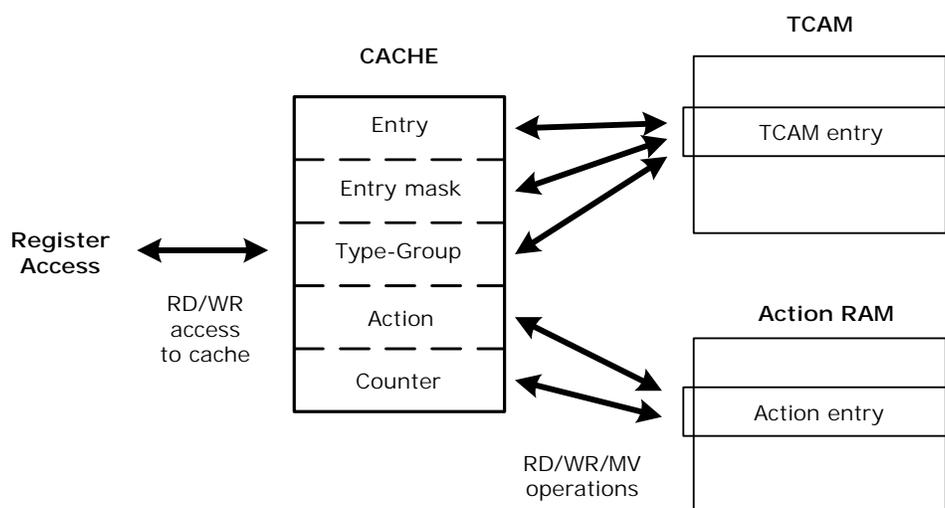 TCAM
CACHE
Entry
TCAM entry
Entry mask
Register
Access
Type-Group
RD/WR
access
to cache
Action
Action RAM
Counter
Action entry
RD/WR/MV
operations